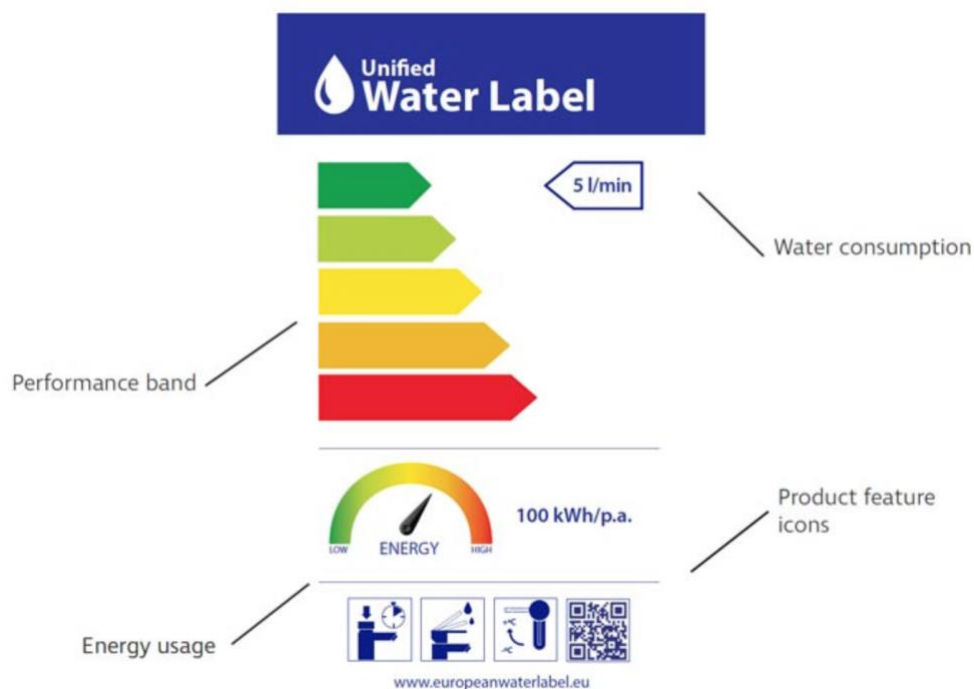 Unified
Water Label
5 l/min
Water consumption
Performance band
100 kWh/p.a.
LOW
ENERGY
HIGH
Product feature
icons
Energy usage
www.europeanwaterlabel.eu